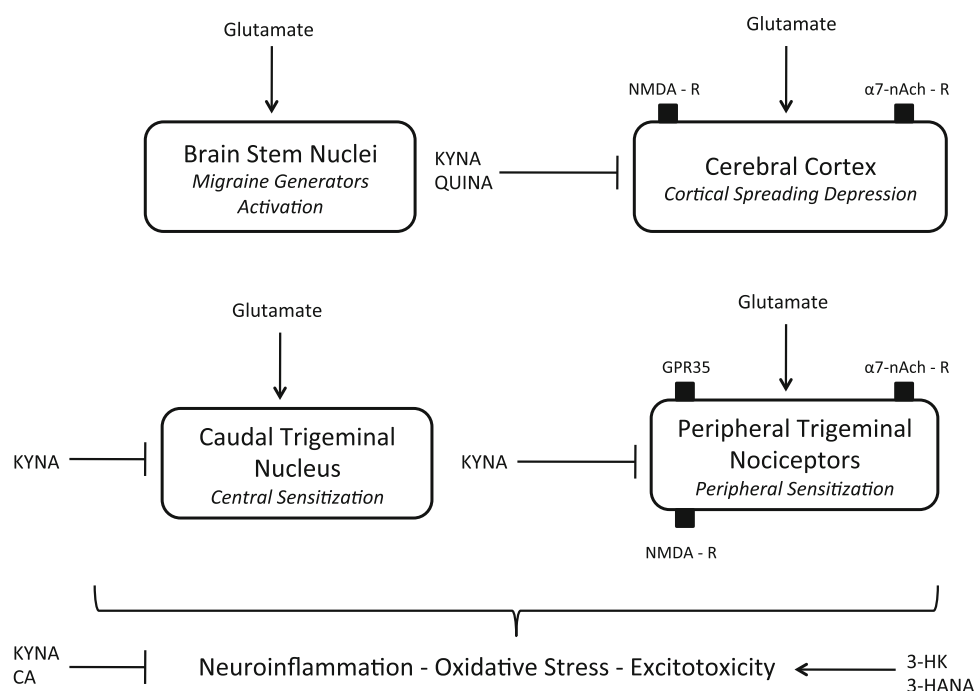 Glutamate
Glutamate
NMDA - R
α7-nAch - R
Brain Stem Nuclei
Migraine Generators
Activation
KYNA
QUINA
Cerebral Cortex
Cortical Spreading Depression
Glutamate
Glutamate
GPR35
α7-nAch - R
KYNA
Caudal Trigeminal
Nucleus
Central Sensitization
KYNA
Peripheral Trigeminal
Nociceptors
Peripheral Sensitization
NMDA - R
KYNA
CA
Neuroinflammation - Oxidative Stress - Excitotoxicity
3-HK
3-HANA